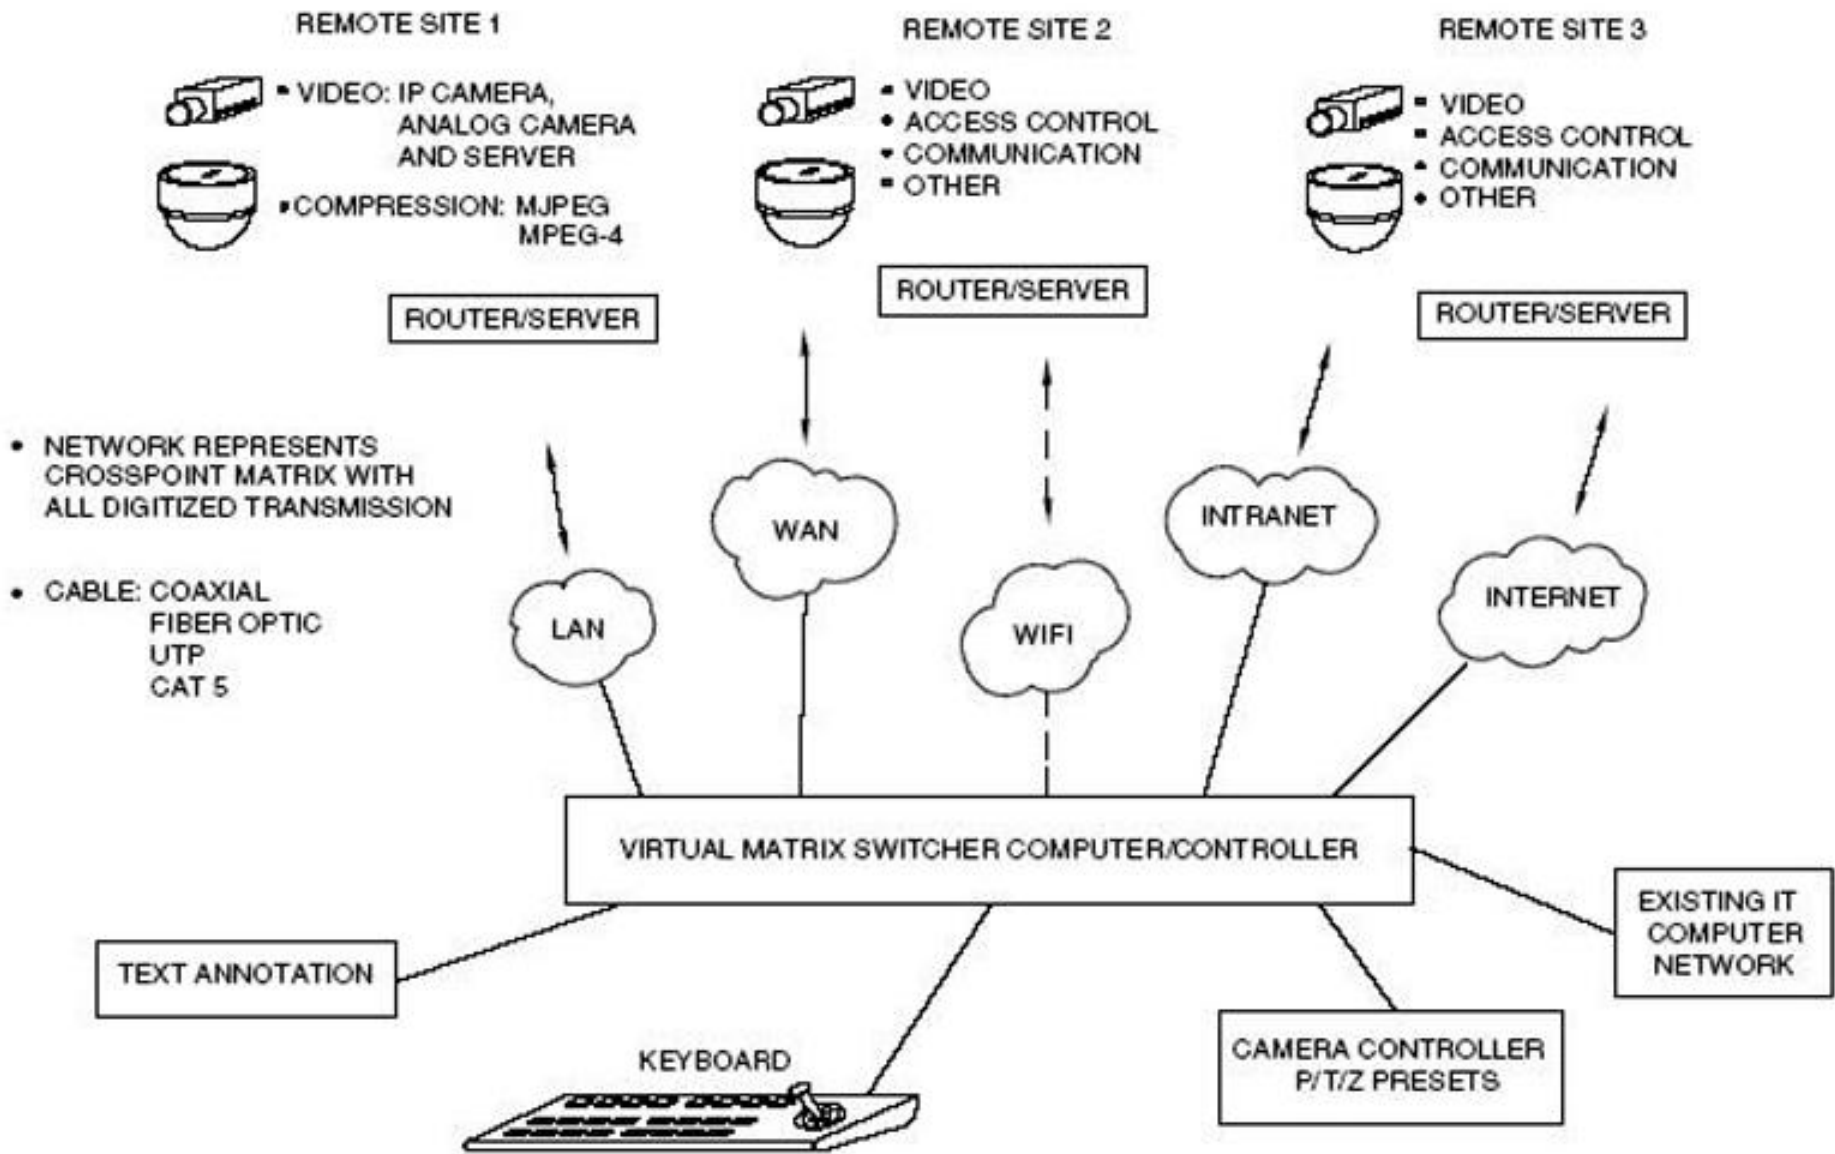 REMOTE SITE 1
VIDEO: IP CAMERA,
ANALOG CAMERA
AND SERVER
COMPRESSION: MJPEG
MPEG-4
ROUTER/SERVER
REMOTE SITE 2
VIDEO
ACCESS CONTROL
COMMUNICATION
OTHER
ROUTER/SERVER
REMOTE SITE 3
VIDEO
ACCESS CONTROL
COMMUNICATION
OTHER
ROUTER/SERVER
NETWORK REPRESENTS
CROSSPOINT MATRIX WITH
ALL DIGITIZED TRANSMISSION
CABLE: COAXIAL
FIBER OPTIC
UTP
CAT 5
LAN
WAN
WIFI
INTRANET
INTERNET
VIRTUAL MATRIX SWITCHER COMPUTER/CONTROLLER
TEXT ANNOTATION
KEYBOARD
CAMERA CONTROLLER
P/T/Z PRESETS
EXISTING IT
COMPUTER
NETWORK